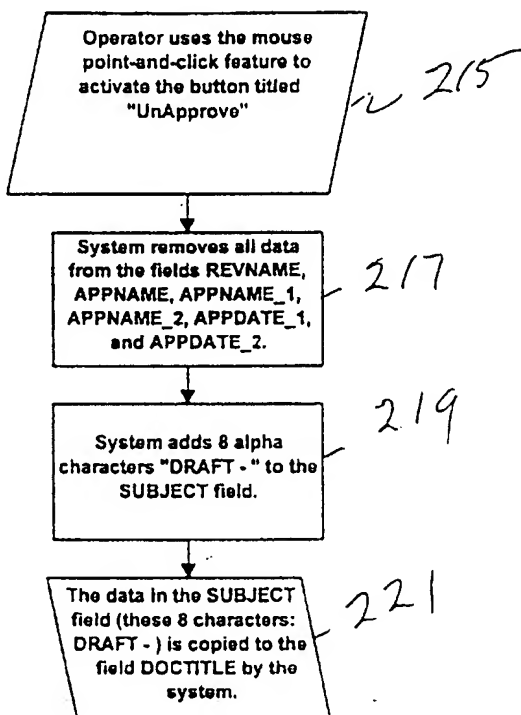 Operator uses the mouse
point-and-click feature to
activate the button titled
"UnApprove"
215
System removes all data
from the fields REVNAME,
APPNAME, APPNAME_1,
APPNAME_2, APPDATE_1,
and APPDATE_2.
217
System adds 8 alpha
characters "DRAFT - " to the
SUBJECT field.
219
The data in the SUBJECT
field (these 8 characters:
DRAFT - ) is copied to the
field DOCTITLE by the
system.
221